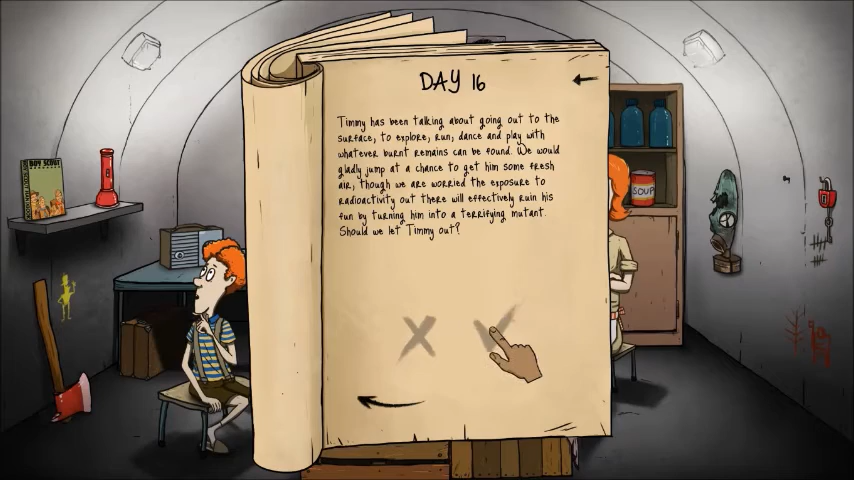 DAY 16
Timmy has been talking about going out to the
surface, to explore, run, dance and play with
whatever burnt remains can be found. We would
gladly jump at a chance to get him some fresh
air, though we are worried the exposure to
radioactivity out there will effectively ruin his
fun by turning him into a terrifying mutant.
Should we let Timmy out?
BOY SCOUT
SOUP